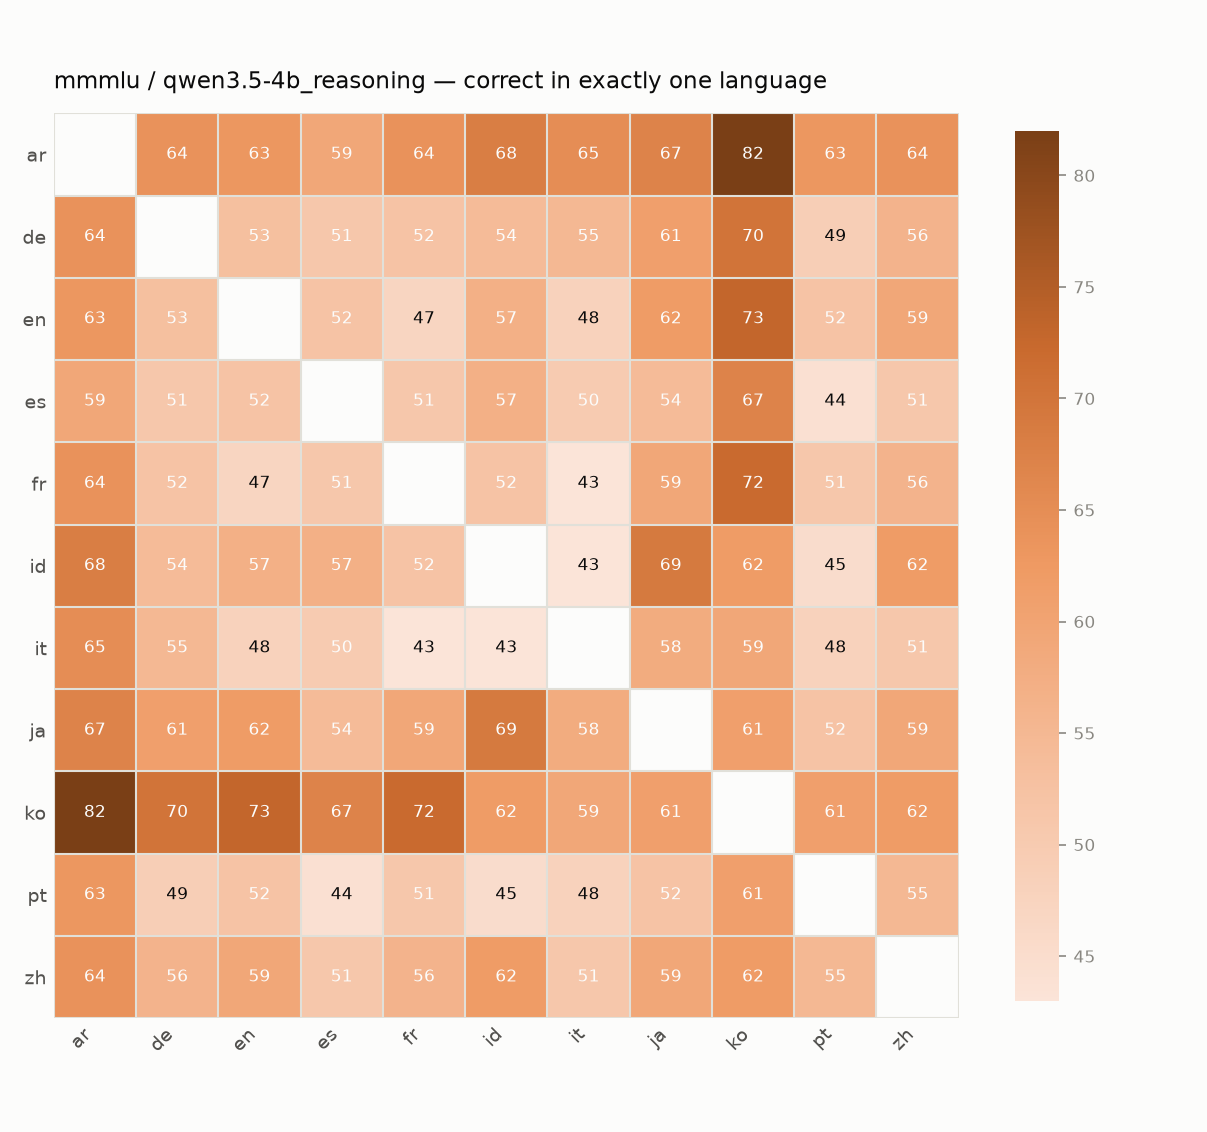 mmmlu / qwen3.5-4b_reasoning — correct in exactly one language
ar 64 63 59 64 68 65 67 82 63 64
de 64 53 51 52 54 55 61 70 49 56
en 63 53 52 47 57 48 62 73 52 59
es 59 51 52 51 57 50 54 67 44 51
fr 64 52 47 51 52 43 59 72 51 56
id 68 54 57 57 52 43 69 62 45 62
it 65 55 48 50 43 43 58 59 48 51
ja 67 61 62 54 59 69 58 61 52 59
ko 82 70 73 67 72 62 59 61 61 62
pt 63 49 52 44 51 45 48 52 61 55
zh 64 56 59 51 56 62 51 59 62 55
ar de en es fr id it ja ko pt zh
80
75
70
65
60
55
50
45